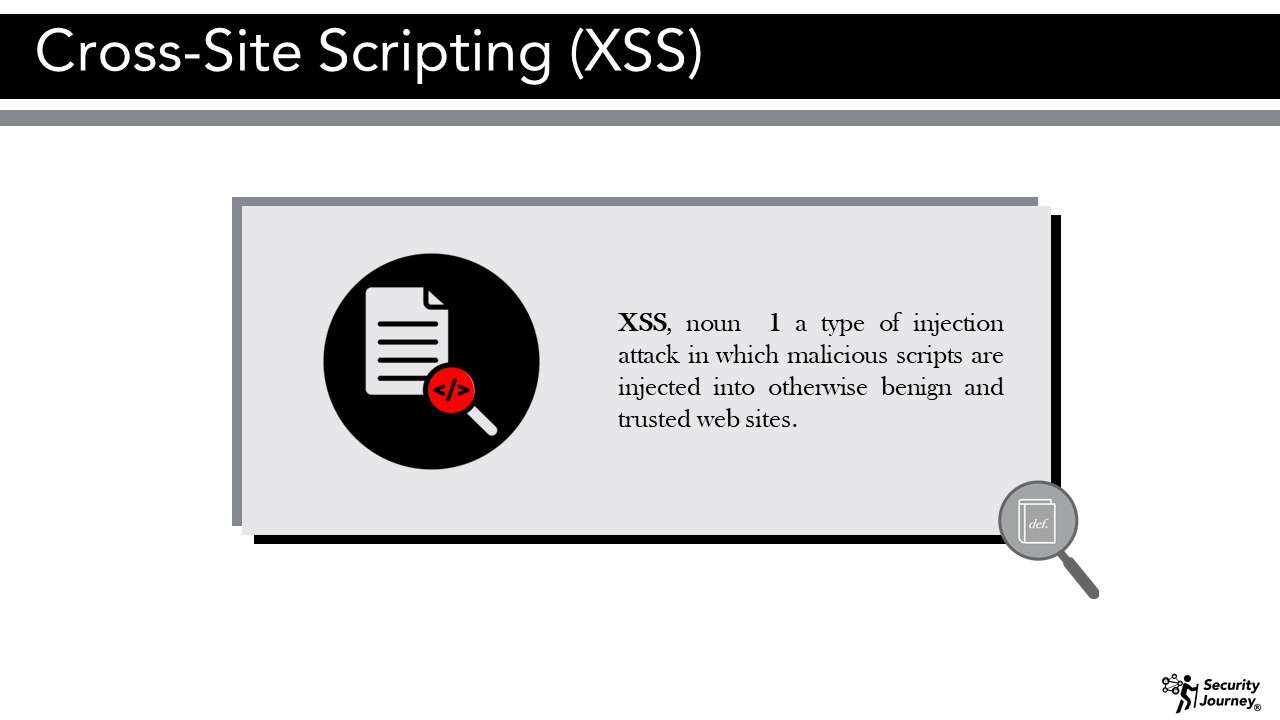 Cross-Site Scripting (XSS)
XSS, noun 1 a type of injection
attack in which malicious scripts are
injected into otherwise benign and
trusted web sites.
</>
def.
Security
Journey®